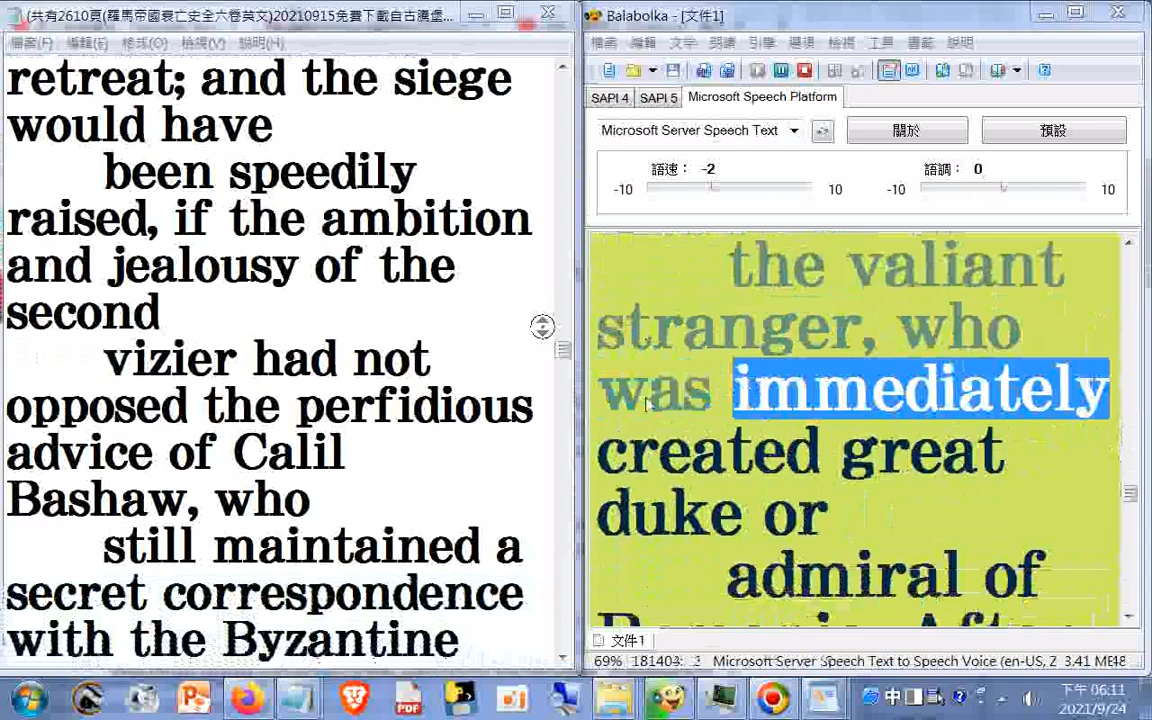 (共有2610頁(羅馬帝國衰亡史全六卷英文)20210915免費下載自古騰堡...
檔案(F) 編輯(E) 格式(O) 檢視(V) 說明(H)
retreat; and the siege
would have
been speedily
raised, if the ambition
and jealousy of the
second
vizier had not
opposed the perfidious
advice of Calil
Bashaw, who
still maintained a
secret correspondence
with the Byzantine
Balabolka - [文件1]
檔案 編輯 文字 朗讀 引擎 選項 檢視 工具 書籤 說明
SAPI 4 SAPI 5 Microsoft Speech Platform
Microsoft Server Speech Text 關於 預設
語速： -2 語調： 0
-10 10 -10 10
the valiant
stranger, who
was immediately
created great
duke or
admiral of
文件1
69% Microsoft Server Speech Text to Speech Voice (en-US, Z
中
下午 06:11
2021/9/24